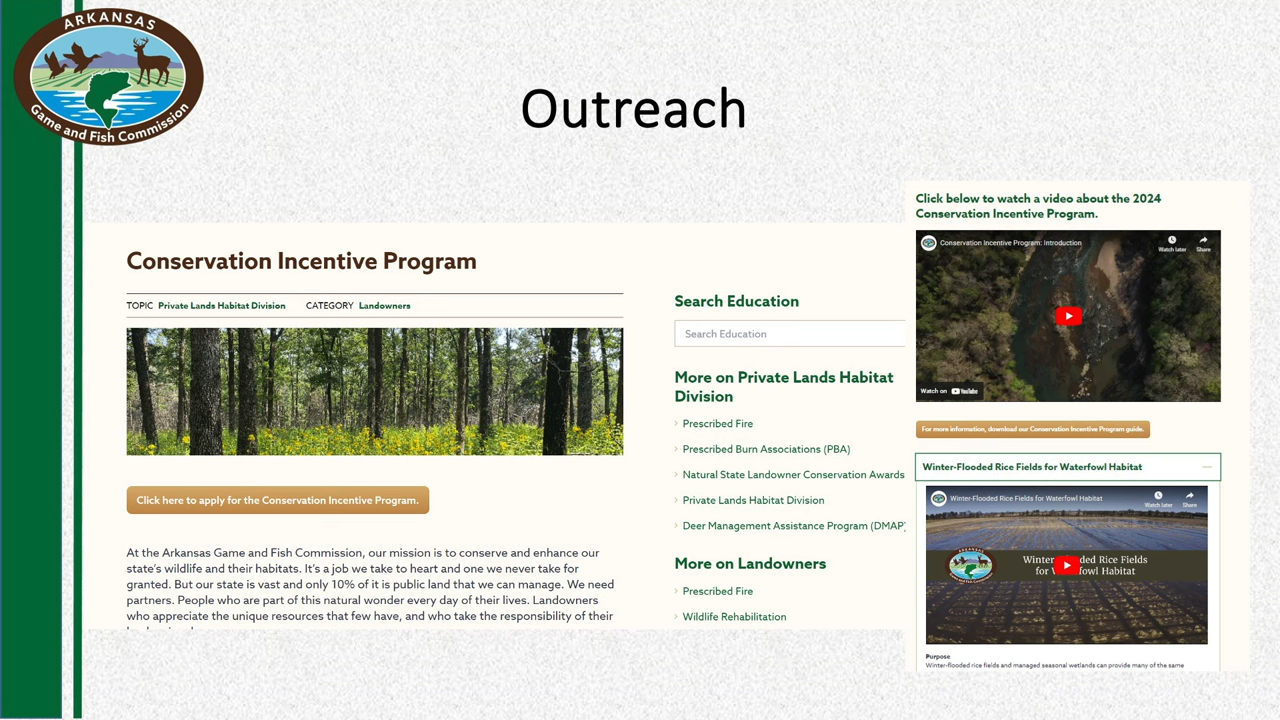 ARKANSAS
Game and Fish Commission
Outreach
Conservation Incentive Program
TOPIC Private Lands Habitat Division CATEGORY Landowners
Click here to apply for the Conservation Incentive Program.
At the Arkansas Game and Fish Commission, our mission is to conserve and enhance our
state's wildlife and their habitats. It's a job we take to heart and one we never take for
granted. But our state is vast and only 10% of it is public land that we can manage. We need
partners. People who are part of this natural wonder every day of their lives. Landowners
who appreciate the unique resources that few have, and who take the responsibility of their
Search Education
Search Education
More on Private Lands Habitat
Division
Prescribed Fire
Prescribed Burn Associations (PBA)
Natural State Landowner Conservation Awards
Private Lands Habitat Division
Deer Management Assistance Program (DMAP)
More on Landowners
Prescribed Fire
Wildlife Rehabilitation
Click below to watch a video about the 2024
Conservation Incentive Program.
Conservation Incentive Program: Introduction
Watch later
Share
Watch on YouTube
For more information, download our Conservation Incentive Program guide.
Winter-Flooded Rice Fields for Waterfowl Habitat
Winter-Flooded Rice Fields for Waterfowl Habitat
Watch later
Share
Rice Fields
for
Habitat
Purpose
Winter-flooded rice fields and managed seasonal wetlands can provide many of the same